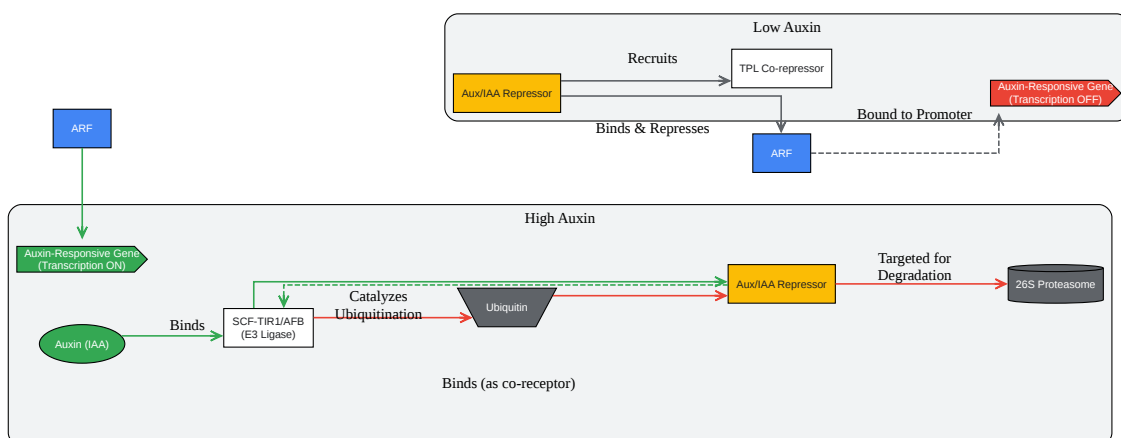 Low Auxin
Recruits
TPL Co-repressor
Aux/IAA Repressor
Auxin-Responsive Gene
(Transcription OFF)
Binds & Represses
Bound to Promoter
ARF
ARF
High Auxin
Auxin-Responsive Gene
(Transcription ON)
Targeted for
Degradation
Aux/IAA Repressor
26S Proteasome
Catalyzes
Ubiquitination
Ubiquitin
Binds
SCF-TIR1/AFB
(E3 Ligase)
Auxin (IAA)
Binds (as co-receptor)